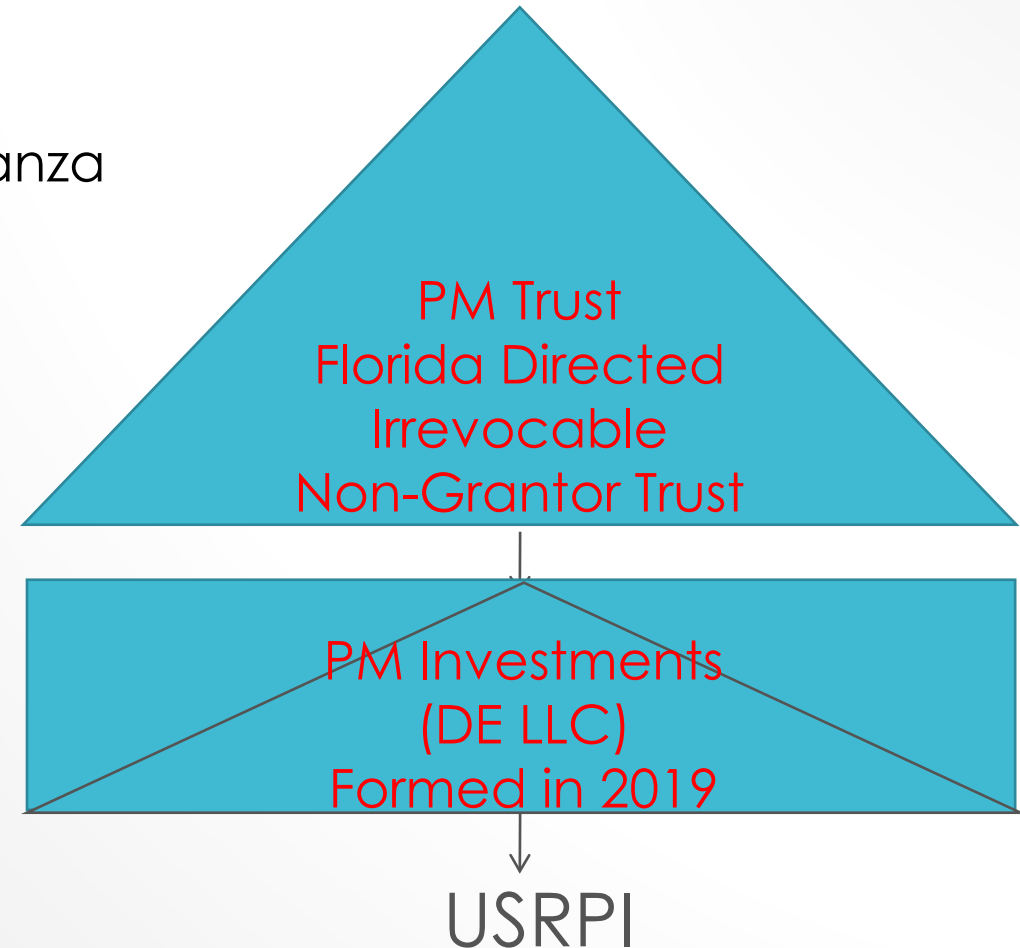 anza
PM Trust
Florida Directed
Irrevocable
Non-Grantor Trust
PM Investments
(DE LLC)
Formed in 2019
USRPI